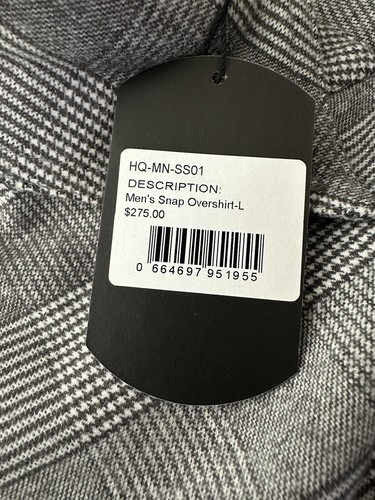 HQ-MN-SS01
DESCRIPTION:
Men's Snap Overshirt-L
$275.00
0 664697 951955